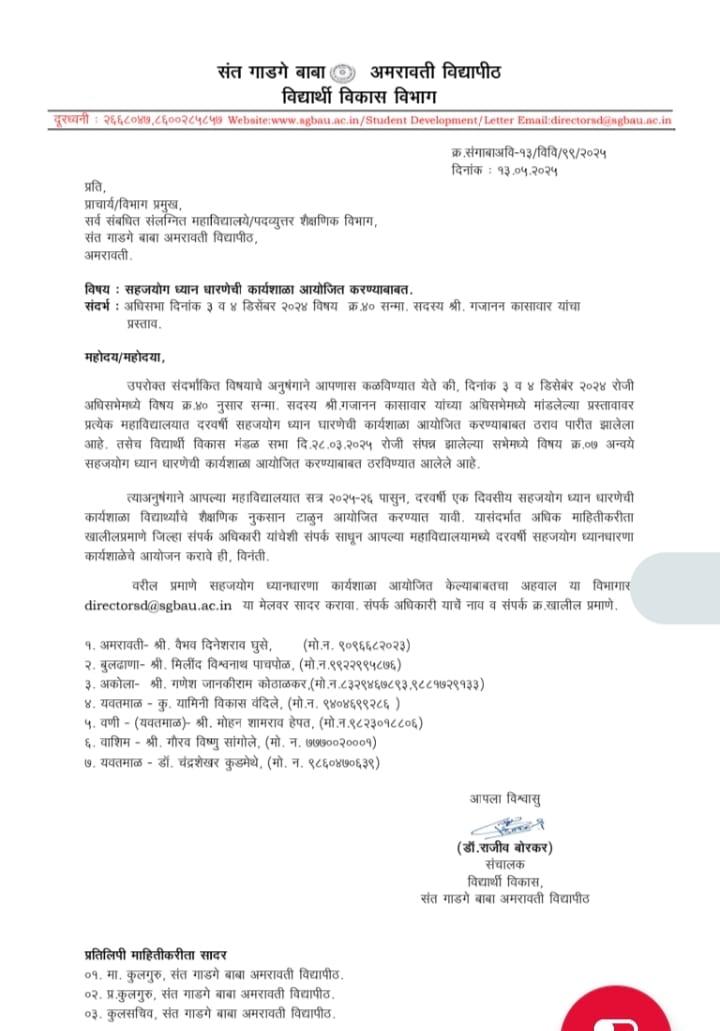 संत गाडगे बाबा अमरावती विद्यापीठ
विद्यार्थी विकास विभाग
दूरध्वनी : २६६८०४७,८६००२८५८५७ Website:www.sgbau.ac.in/Student Development/Letter Email:directorsd@sgbau.ac.in
क्र.संगाबाअवि-१३/विवि/९९/२०२५
दिनांक : १३.०५.२०२५
प्रति,
प्राचार्य/विभाग प्रमुख,
सर्व संबधित संलग्नित महाविद्यालये/पदव्युत्तर शैक्षणिक विभाग,
संत गाडगे बाबा अमरावती विद्यापीठ,
अमरावती.
विषय : सहजयोग ध्यान धारणेची कार्यशाळा आयोजित करण्याबाबत.
संदर्भ : अधिसभा दिनांक ३ व ४ डिसेंबर २०२४ विषय क्र.४० सन्मा. सदस्य श्री. गजानन कासावार यांचा
प्रस्ताव.
महोदय/महोदया,
उपरोक्त संदर्भांकित विषयाचे अनुषंगाने आपणास कळविण्यात येते की, दिनांक ३ व ४ डिसेबंर २०२४ रोजी
अधिसभेमध्ये विषय क्र.४० नुसार सन्मा. सदस्य श्री.गजानन कासावार यांच्या अधिसभेमध्ये मांडलेल्या प्रस्तावावर
प्रत्येक महाविद्यालयात दरवर्षी सहजयोग ध्यान धारणेची कार्यशाळा आयोजित करण्याबाबत ठराव पारीत झालेला
आहे. तसेच विद्यार्थी विकास मंडळ सभा दि.२८.०३.२०२५ रोजी संपन्न झालेल्या सभेमध्ये विषय क्र.०७ अन्वये
सहजयोग ध्यान धारणेची कार्यशाळा आयोजित करण्याबाबत ठरविण्यात आलेले आहे.
त्याअनुषंगाने आपल्या महाविद्यालयात सत्र २०२५-२६ पासुन, दरवर्षी एक दिवसीय सहजयोग ध्यान धारणेची
कार्यशाळा विद्यार्थ्यांचे शैक्षणिक नुकसान टाळुन आयोजित करण्यात यावी. यासंदर्भात अधिक माहितीकरीता
खालीलप्रमाणे जिल्हा संपर्क अधिकारी यांचेशी संपर्क साधून आपल्या महाविद्यालयामध्ये दरवर्षी सहजयोग ध्यानधारणा
कार्यशाळेचे आयोजन करावे ही, विनंती.
वरील प्रमाणे सहजयोग ध्यानधारणा कार्यशाळा आयोजित केल्याबाबतचा अहवाल या विभागार
directorsd@sgbau.ac.in या मेलवर सादर करावा. संपर्क अधिकारी याचें नाव व संपर्क क्र.खालील प्रमाणे.
१. अमरावती- श्री. वैभव दिनेशराव घुसे, (मो.न. ९०९६६८२०२३)
२. बुलढाणा- श्री. मिलींद विश्वनाथ पाचपोळ, (मो.न.९९२२९९५८७६)
३. अकोला- श्री. गणेश जानकीराम कोठाळकर,(मो.न.८३२९४६७८९३,९८८१७२९१३३)
४. यवतमाळ - कु. यामिनी विकास वंदिले, (मो.न. ९४०४६९९२८६ )
५. वणी - (यवतमाळ)- श्री. मोहन शामराव हेपत, (मो.न.९८२३०१८८०६)
६. वाशिम - श्री. गौरव विष्णु सांगोले, (मो. न. ७७७००२०००१)
७. यवतमाळ - डॉ. चंद्रशेखर कुडमेथे, (मो. न. ९८६०४७०६३९)
आपला विश्वासु
(डॉ.राजीव बोरकर)
संचालक
विद्यार्थी विकास,
संत गाडगे बाबा अमरावती विद्यापीठ
प्रतिलिपी माहितीकरीता सादर
०१. मा. कुलगुरु, संत गाडगे बाबा अमरावती विद्यापीठ.
०२. प्र.कुलगुरु, संत गाडगे बाबा अमरावती विद्यापीठ.
०३. कुलसचिव, संत गाडगे बाबा अमरावती विद्यापीठ.